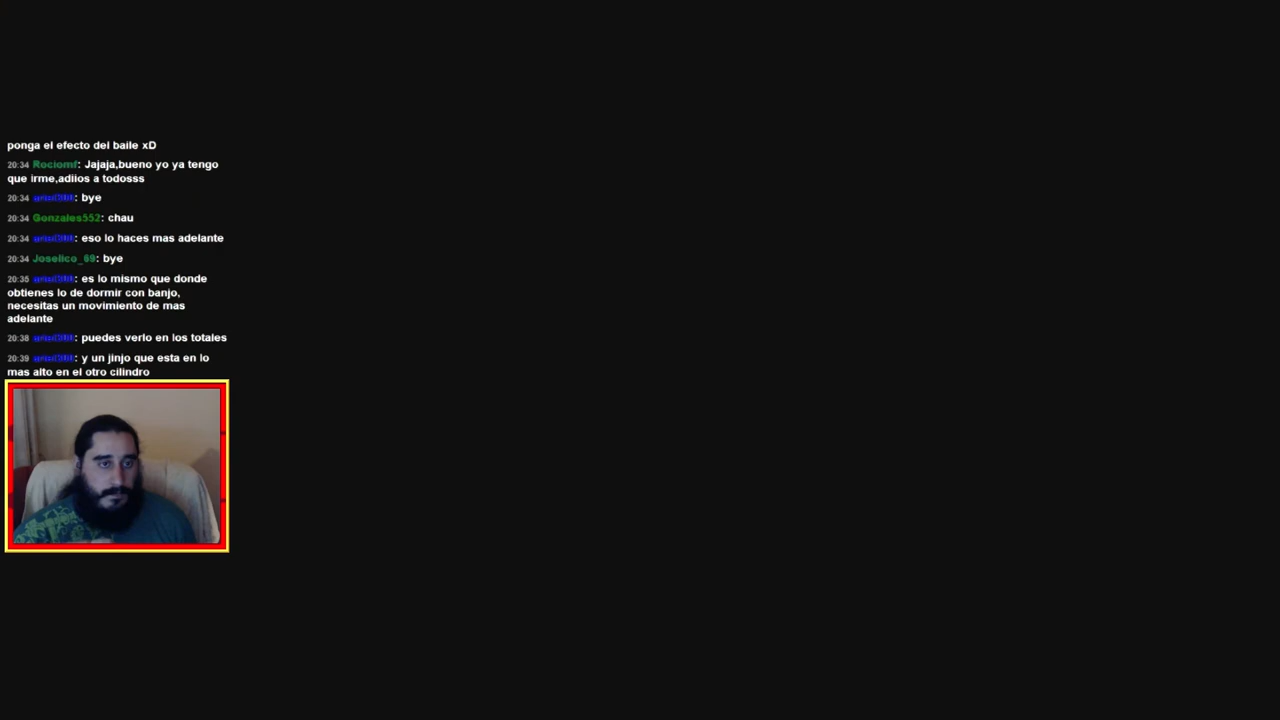 ponga el efecto del baile xD
20:34 Rociomf: Jajaja,bueno yo ya tengo
que irme,adiios a todosss
20:34 : bye
20:34 Gonzales552: chau
20:34 : eso lo haces mas adelante
20:34 Joselico_69: bye
20:35 : es lo mismo que donde
obtienes lo de dormir con banjo,
necesitas un movimiento de mas
adelante
20:38 : puedes verlo en los totales
20:39 : y un jinjo que esta en lo
mas alto en el otro cilindro